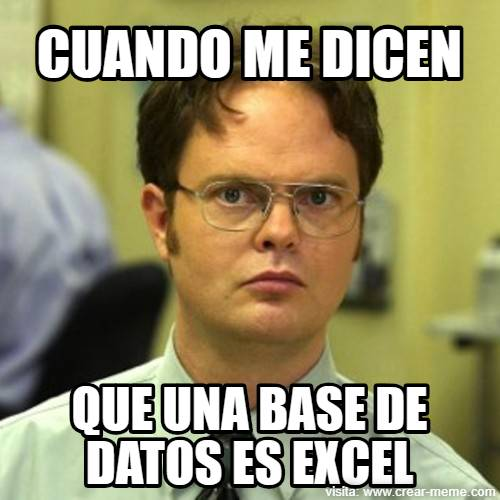 CUANDO ME DICEN
QUE UNA BASE DE
DATOS ES EXCEL
visita: www.crear-meme.com